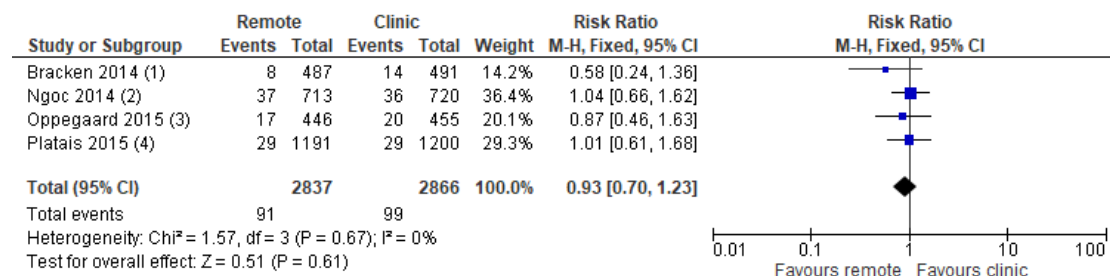 Remote Clinic Risk Ratio Risk Ratio
Study or Subgroup Events Total Events Total Weight M-H, Fixed, 95% CI M-H, Fixed, 95% CI
Bracken 2014 (1) 8 487 14 491 14.2% 0.58 [0.24, 1.36]
Ngoc 2014 (2) 37 713 36 720 36.4% 1.04 [0.66, 1.62]
Oppegaard 2015 (3) 17 446 20 455 20.1% 0.87 [0.46, 1.63]
Platais 2015 (4) 29 1191 29 1200 29.3% 1.01 [0.61, 1.68]
Total (95% CI) 2837 2866 100.0% 0.93 [0.70, 1.23]
Total events 91 99
Heterogeneity: Chi² = 1.57, df = 3 (P = 0.67); I² = 0%
Test for overall effect: Z = 0.51 (P = 0.61)
0.01 0.1 1 10 100
Favours remote Favours clinic